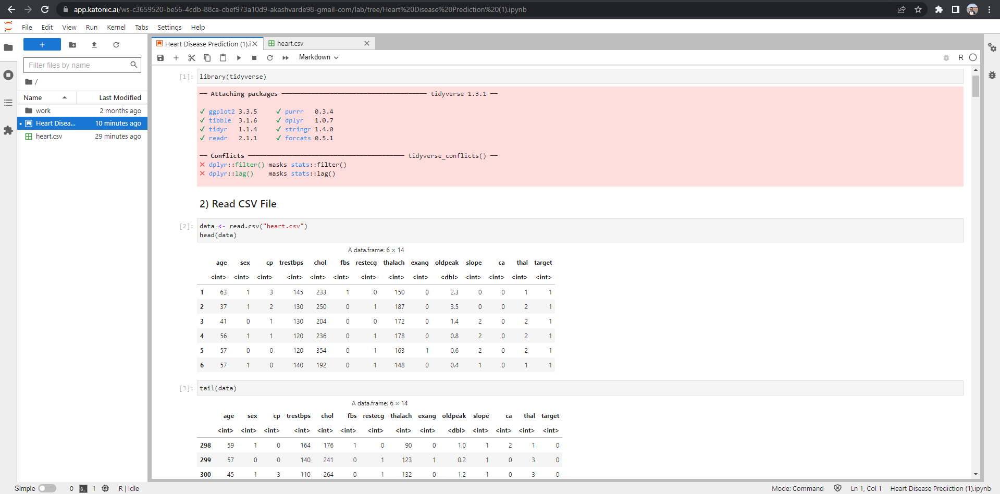 app.katonic.ai/ws-c3659520-be56-4cdb-88ca-cbef973a10d9-akashvarde98-gmail-com/lab/tree/Heart%20Disease%20Prediction%20(1).ipynb
File Edit View Run Kernel Tabs Settings Help
Heart Disease Prediction (1).i
heart.csv
Markdown
R
Filter files by name
/
Name Last Modified
work 2 months ago
Heart Disea... 10 minutes ago
heart.csv 29 minutes ago
[1]: library(tidyverse)
── Attaching packages ─────────────────────────────────────── tidyverse 1.3.1 ──
✓ ggplot2 3.3.5 ✓ purrr 0.3.4
✓ tibble 3.1.6 ✓ dplyr 1.0.7
✓ tidyr 1.1.4 ✓ stringr 1.4.0
✓ readr 2.1.1 ✓ forcats 0.5.1
── Conflicts ────────────────────────────────────────── tidyverse_conflicts() ──
✕ dplyr::filter() masks stats::filter()
✕ dplyr::lag() masks stats::lag()
2) Read CSV File
[2]: data <- read.csv("heart.csv")
head(data)
A data.frame: 6 × 14
age sex cp trestbps chol fbs restecg thalach exang oldpeak slope ca thal target
<int> <int> <int> <int> <int> <int> <int> <int> <int> <dbl> <int> <int> <int> <int>
1 63 1 3 145 233 1 0 150 0 2.3 0 0 1 1
2 37 1 2 130 250 0 1 187 0 3.5 0 0 2 1
3 41 0 1 130 204 0 0 172 0 1.4 2 0 2 1
4 56 1 1 120 236 0 1 178 0 0.8 2 0 2 1
5 57 0 0 120 354 0 1 163 1 0.6 2 0 2 1
6 57 1 0 140 192 0 1 148 0 0.4 1 0 1 1
[3]: tail(data)
A data.frame: 6 × 14
age sex cp trestbps chol fbs restecg thalach exang oldpeak slope ca thal target
<int> <int> <int> <int> <int> <int> <int> <int> <int> <dbl> <int> <int> <int> <int>
298 59 1 0 164 176 1 0 90 0 1.0 1 2 1 0
299 57 0 0 140 241 0 1 123 1 0.2 1 0 3 0
300 45 1 3 110 264 0 1 132 0 1.2 1 0 3 0
Simple 0 1 R | Idle Mode: Command Ln 1, Col 1 Heart Disease Prediction (1).ipynb